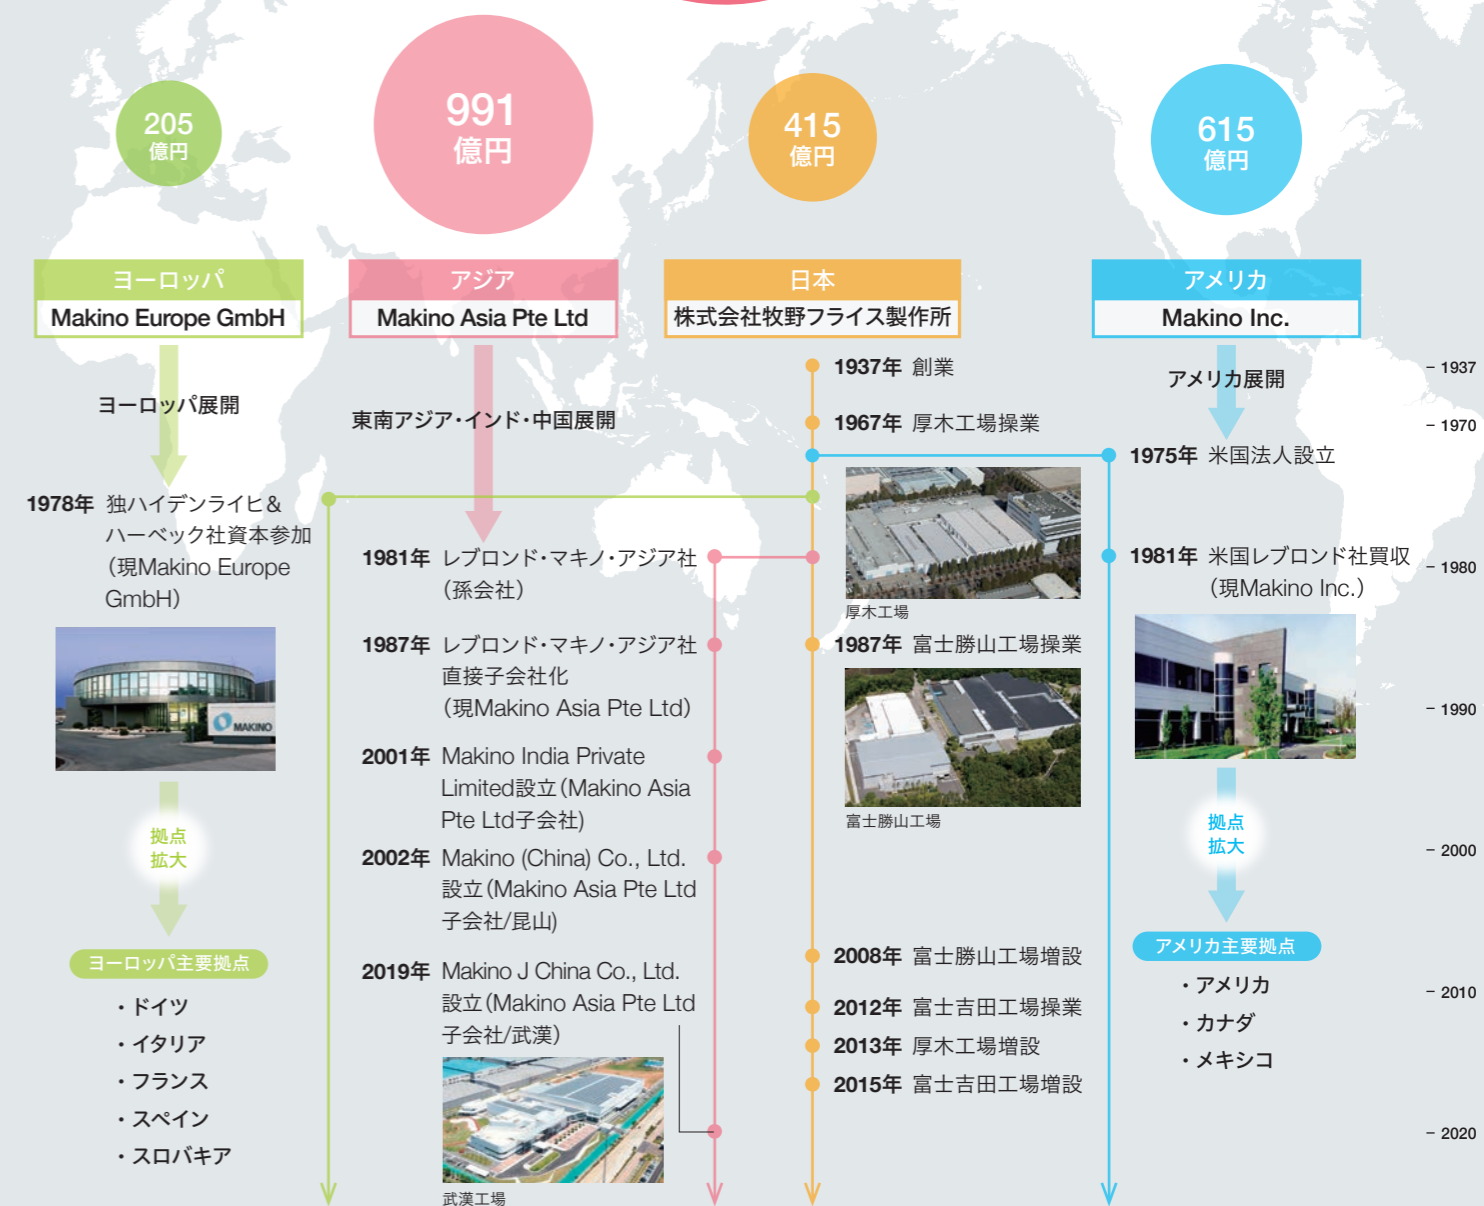 205
億円
991
億円
415
億円
615
億円
ヨーロッパ
Makino Europe GmbH
ヨーロッパ展開
1978年 独ハイデンライヒ＆
ハーベック社資本参加
（現Makino Europe
GmbH）
MAKINO
拠点
拡大
ヨーロッパ主要拠点
・ドイツ
・イタリア
・フランス
・スペイン
・スロバキア
アジア
Makino Asia Pte Ltd
東南アジア・インド・中国展開
1981年 レブロンド・マキノ・アジア社
（孫会社）
1987年 レブロンド・マキノ・アジア社
直接子会社化
（現Makino Asia Pte Ltd）
2001年 Makino India Private
Limited設立（Makino Asia
Pte Ltd子会社)
2002年 Makino (China) Co., Ltd.
設立（Makino Asia Pte Ltd
子会社/昆山)
2019年 Makino J China Co., Ltd.
設立（Makino Asia Pte Ltd
子会社/武漢）
武漢工場
日本
株式会社牧野フライス製作所
1937年 創業
1967年 厚木工場操業
厚木工場
1987年 富士勝山工場操業
富士勝山工場
2008年 富士勝山工場増設
2012年 富士吉田工場操業
2013年 厚木工場増設
2015年 富士吉田工場増設
アメリカ
Makino Inc.
アメリカ展開
1975年 米国法人設立
1981年 米国レブロンド社買収
（現Makino Inc.）
拠点
拡大
アメリカ主要拠点
・アメリカ
・カナダ
・メキシコ
– 1937
– 1970
– 1980
– 1990
– 2000
– 2010
– 2020